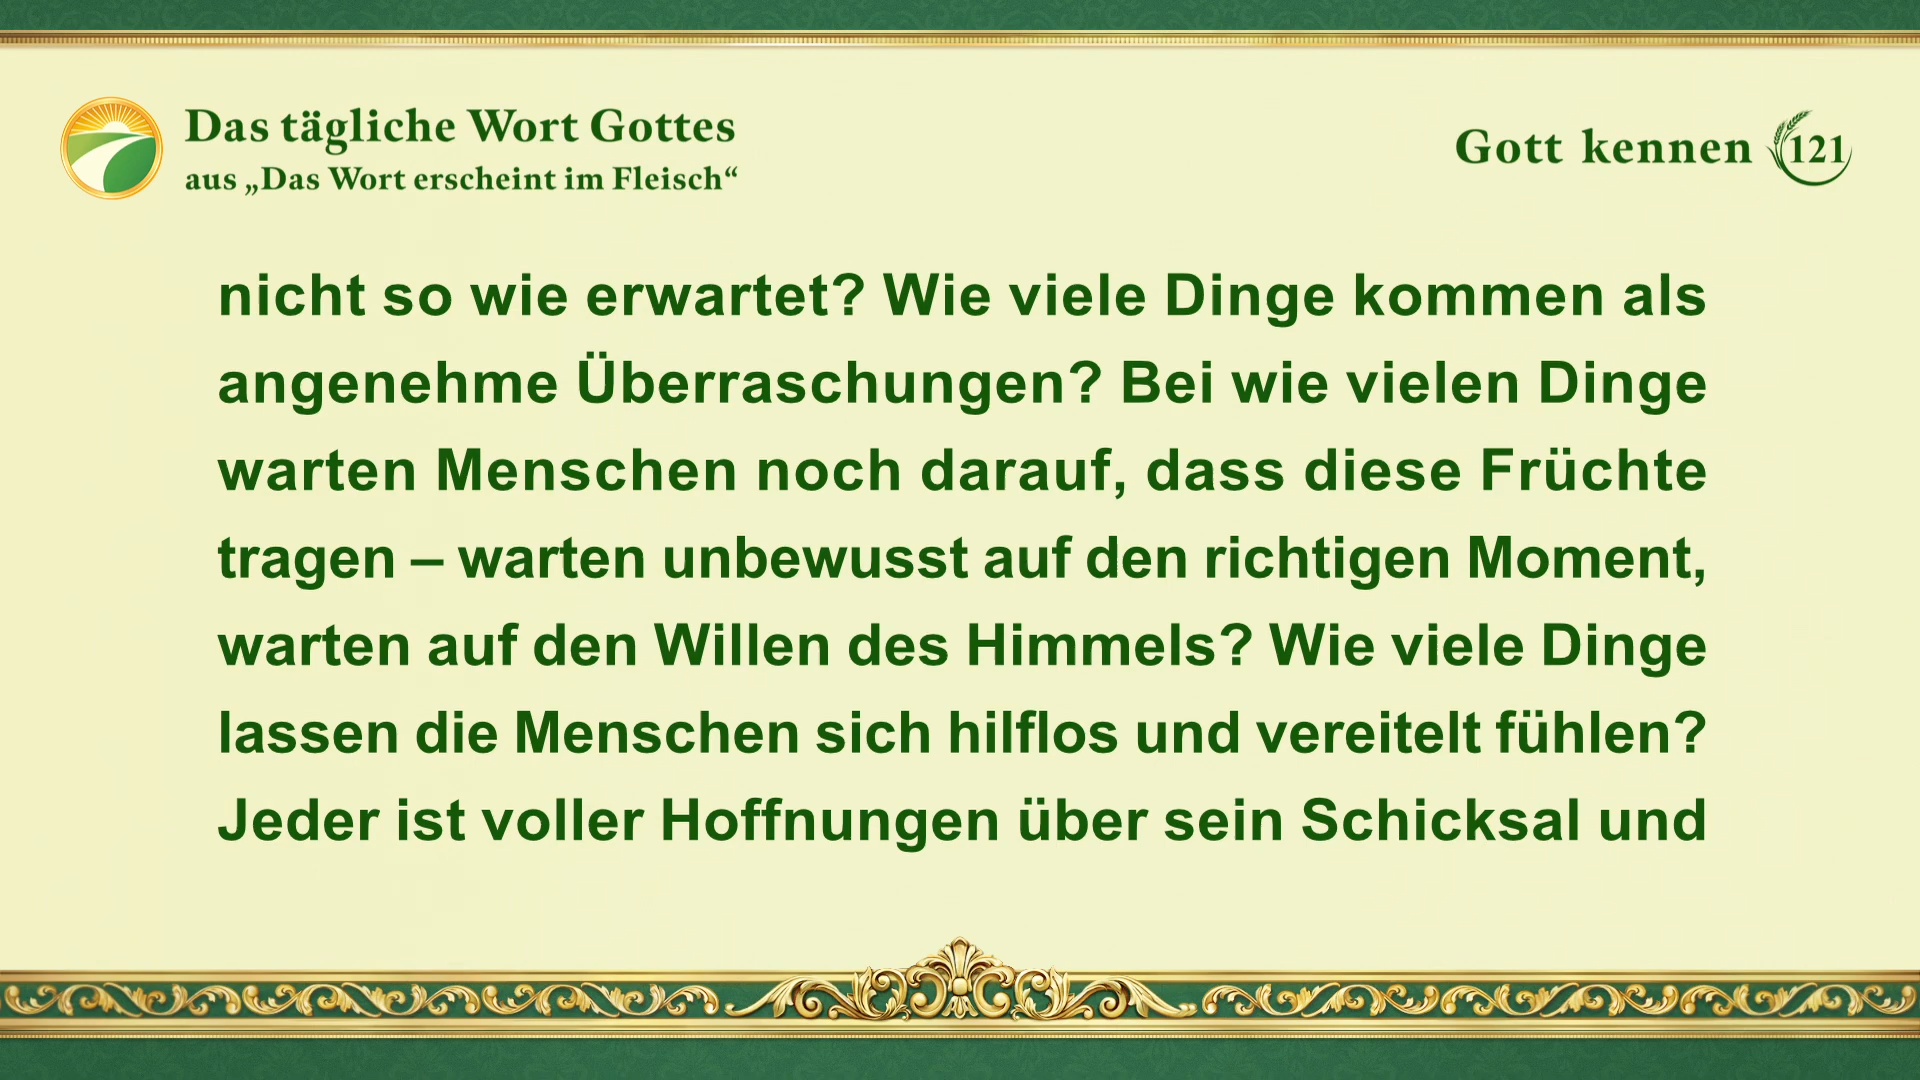 Das tägliche Wort Gottes
aus „Das Wort erscheint im Fleisch“
Gott kennen 121
nicht so wie erwartet? Wie viele Dinge kommen als
angenehme Überraschungen? Bei wie vielen Dinge
warten Menschen noch darauf, dass diese Früchte
tragen – warten unbewusst auf den richtigen Moment,
warten auf den Willen des Himmels? Wie viele Dinge
lassen die Menschen sich hilflos und vereitelt fühlen?
Jeder ist voller Hoffnungen über sein Schicksal und